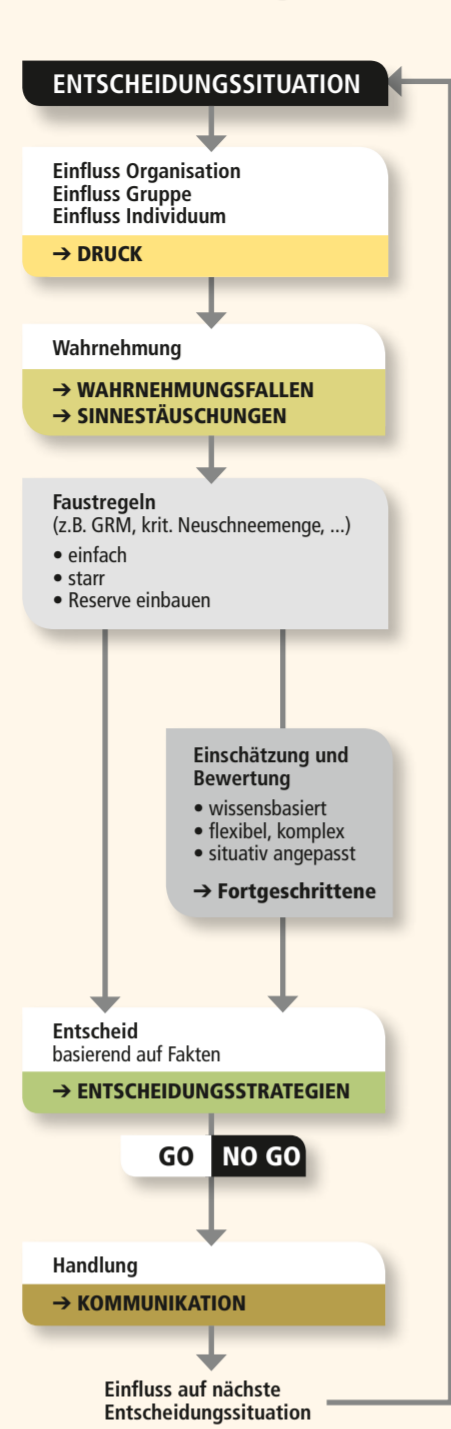 ENTSCHEIDUNGSSITUATION
Einfluss Organisation
Einfluss Gruppe
Einfluss Individuum
➔ DRUCK
Wahrnehmung
➔ WAHRNEHMUNGSFALLEN
➔ SINNESTÄUSCHUNGEN
Faustregeln
(z.B. GRM, krit. Neuschneemenge, ...)
• einfach
• starr
• Reserve einbauen
Einschätzung und
Bewertung
• wissensbasiert
• flexibel, komplex
• situativ angepasst
➔ Fortgeschrittene
Entscheid
basierend auf Fakten
➔ ENTSCHEIDUNGSSTRATEGIEN
GO NO GO
Handlung
➔ KOMMUNIKATION
Einfluss auf nächste
Entscheidungssituation